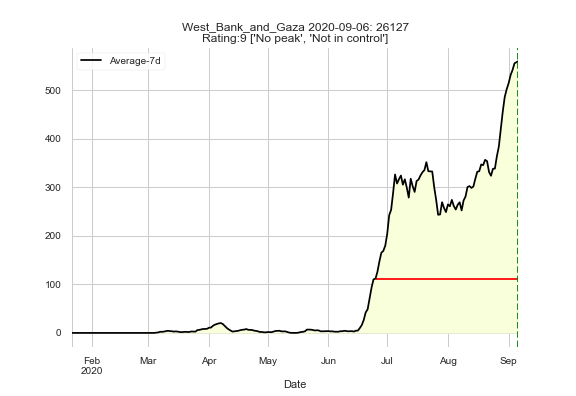 West_Bank_and_Gaza 2020-09-06: 26127
Rating:9 ['No peak', 'Not in control']
Average-7d
500
400
300
200
100
0
Feb Mar Apr May Jun Jul Aug Sep
2020
Date